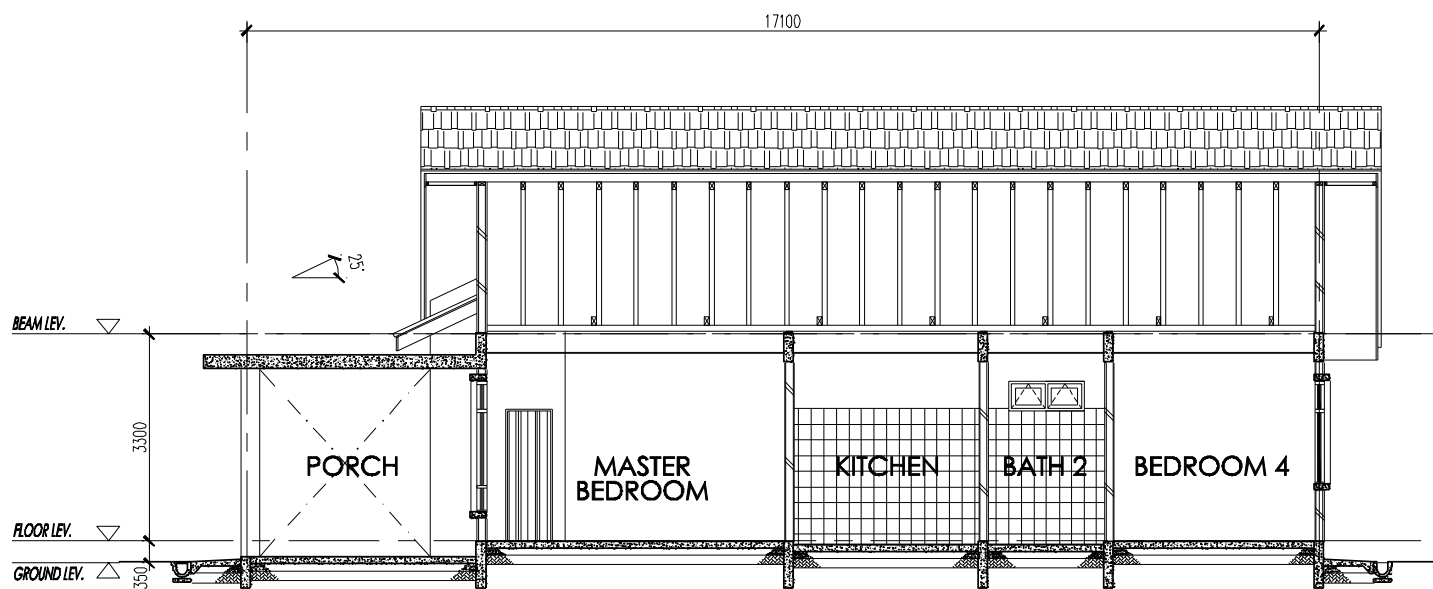 17100
25°
BEAM LEV.
3300
PORCH
MASTER
BEDROOM
KITCHEN
BATH 2
BEDROOM 4
FLOOR LEV.
GROUND LEV.
350